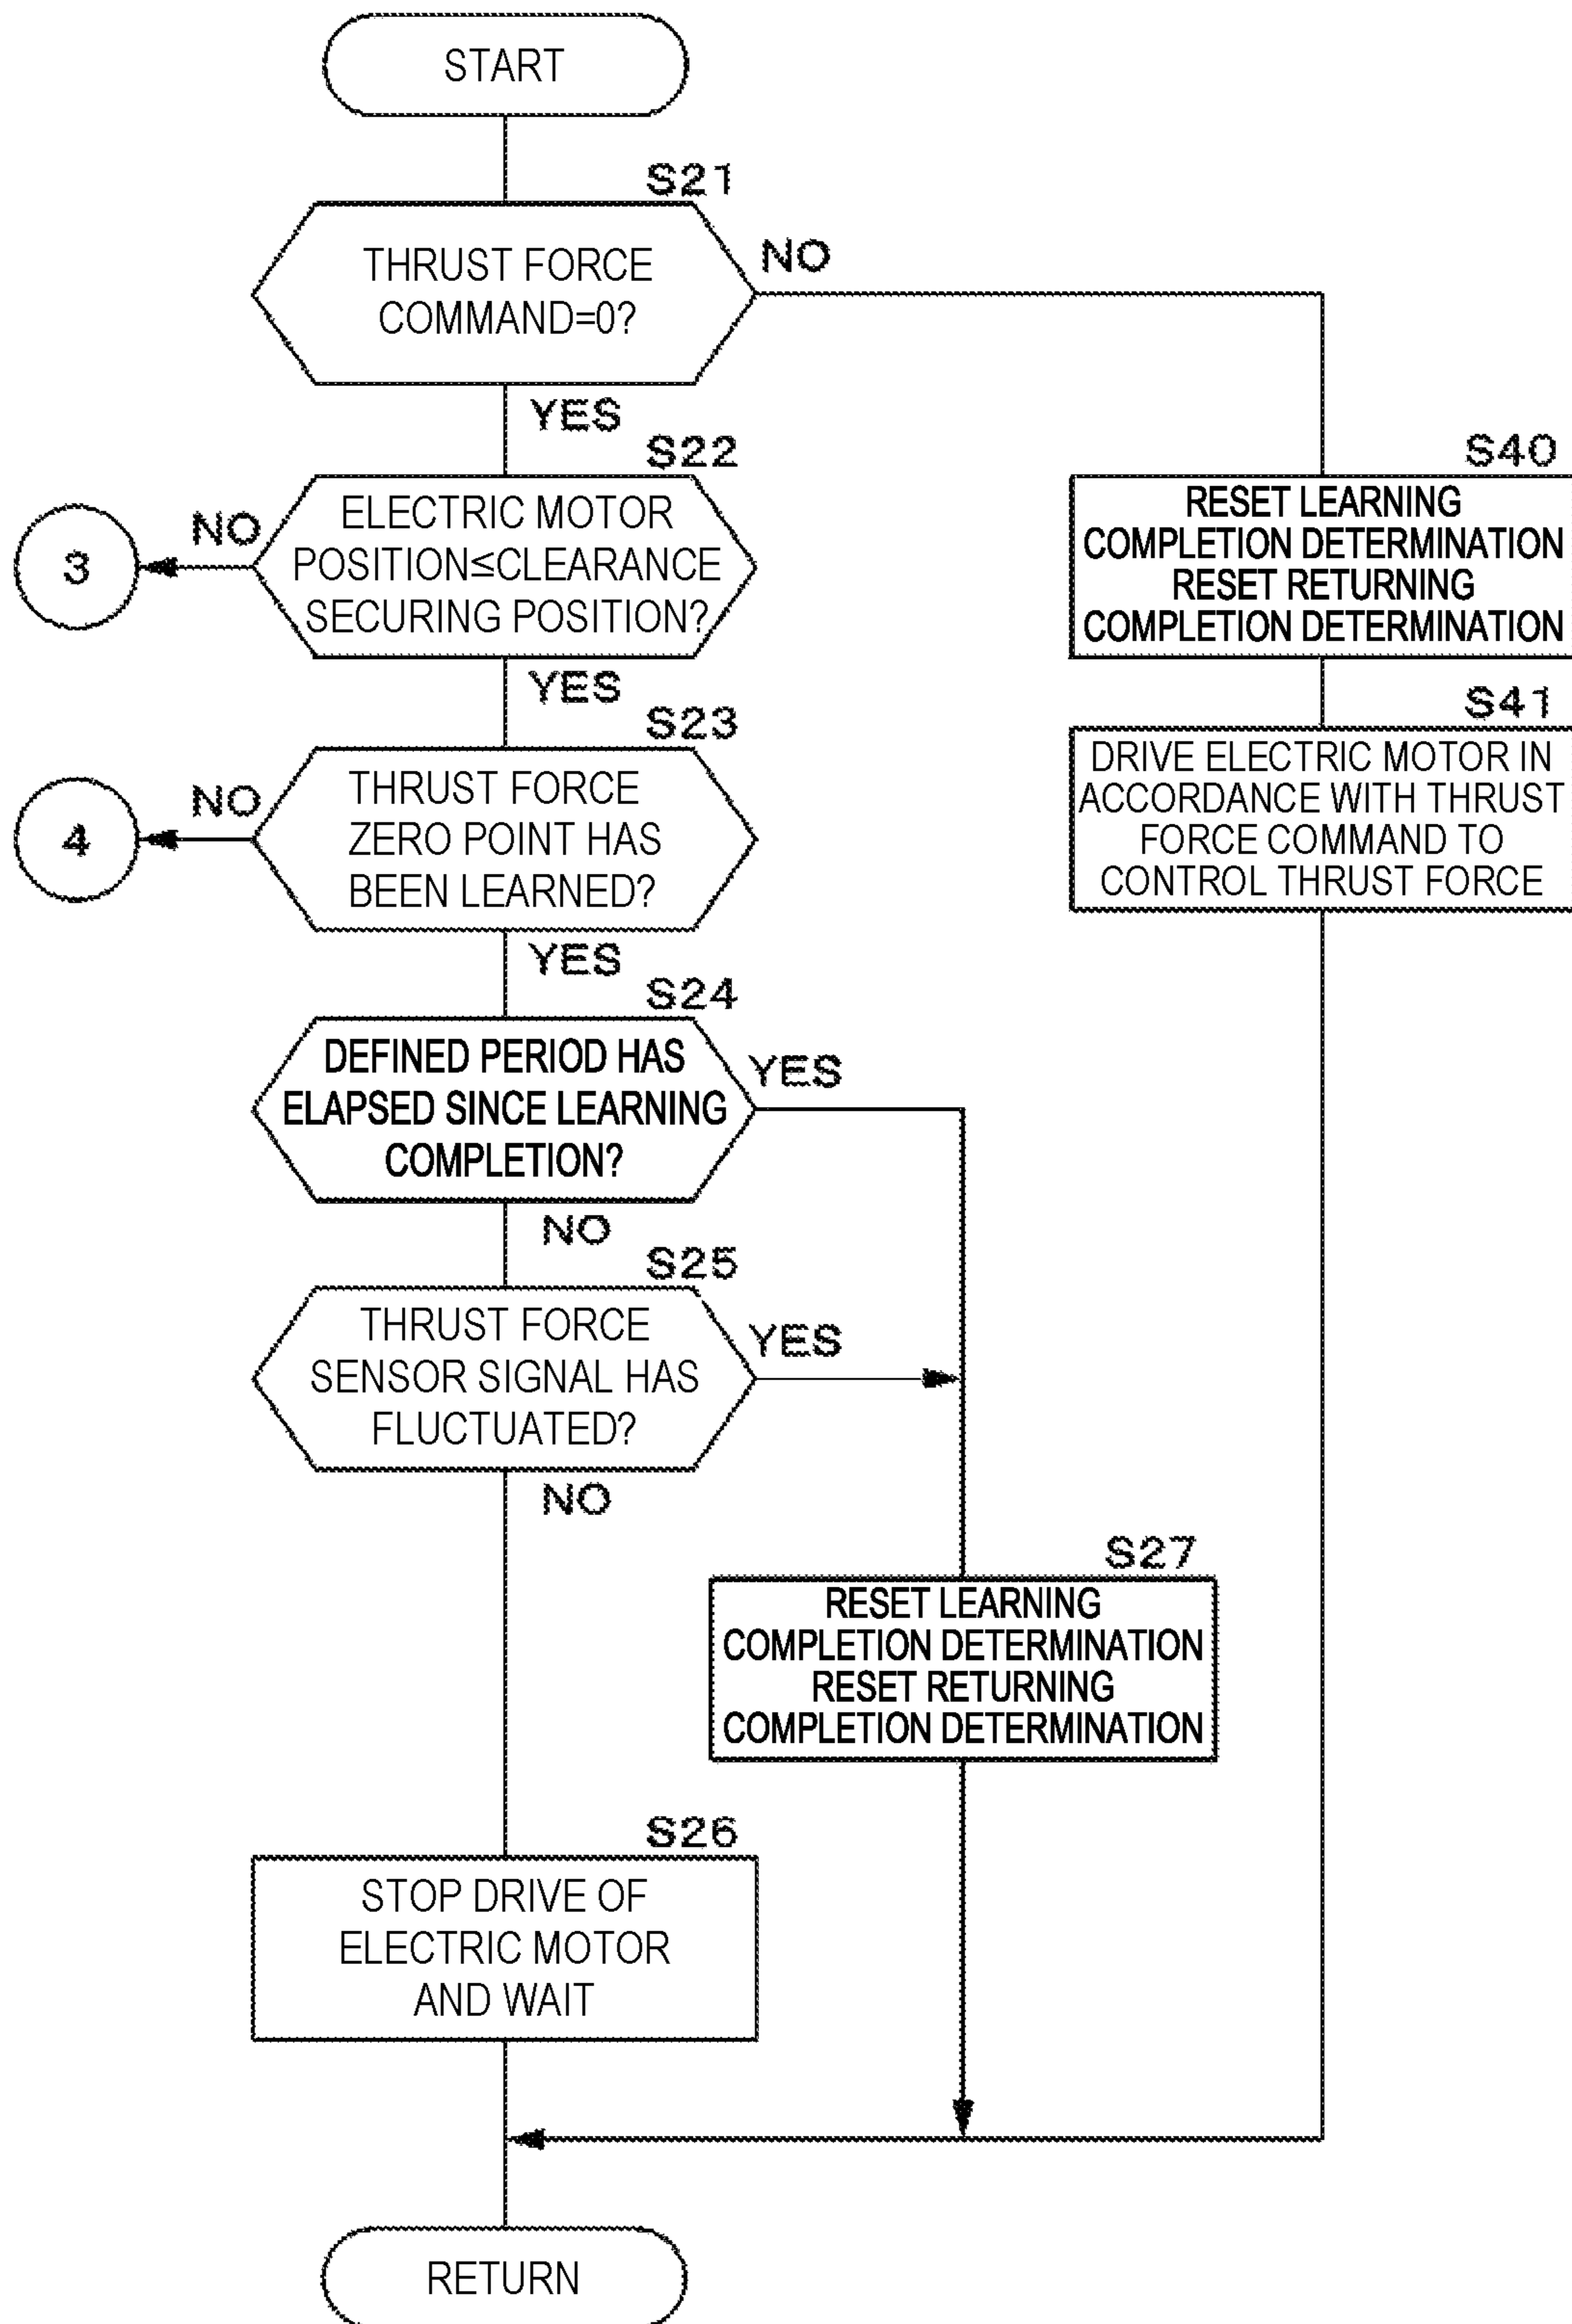 START
S21
THRUST FORCE
COMMAND=0?
NO
YES
S22
ELECTRIC MOTOR
POSITION≤CLEARANCE
SECURING POSITION?
NO
3
YES
S40
RESET LEARNING
COMPLETION DETERMINATION
RESET RETURNING
COMPLETION DETERMINATION
S41
DRIVE ELECTRIC MOTOR IN
ACCORDANCE WITH THRUST
FORCE COMMAND TO
CONTROL THRUST FORCE
S23
THRUST FORCE
ZERO POINT HAS
BEEN LEARNED?
NO
4
YES
S24
DEFINED PERIOD HAS
ELAPSED SINCE LEARNING
COMPLETION?
YES
NO
S25
THRUST FORCE
SENSOR SIGNAL HAS
FLUCTUATED?
YES
NO
S27
RESET LEARNING
COMPLETION DETERMINATION
RESET RETURNING
COMPLETION DETERMINATION
S26
STOP DRIVE OF
ELECTRIC MOTOR
AND WAIT
RETURN